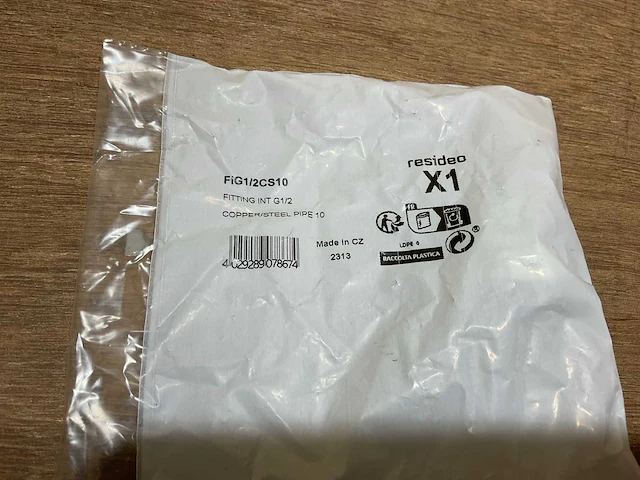 resideo
X1
FiG1/2CS10
FITTING INT G1/2
COPPER/STEEL PIPE 10
4 029289 078674
Made in CZ
2313
LDPE 4
RACCOLTA PLASTICA